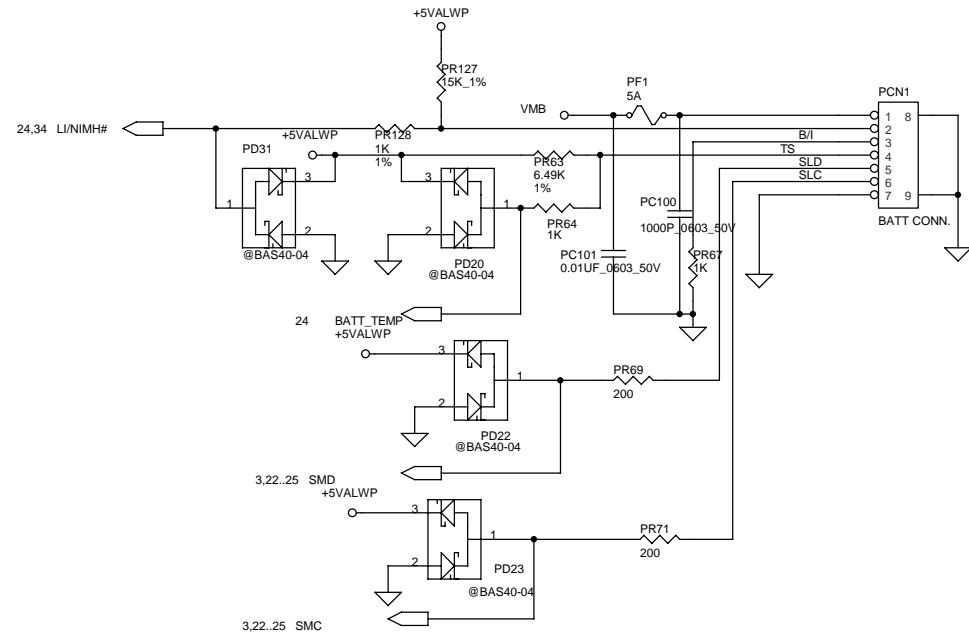 +5VALWP
PR127
15K_1%
PF1
5A
PCN1
VMB
24,34 LI/NIMH#
+5VALWP
PR128
1K
1%
1
8
2
B/I
3
PD31
PR63
6.49K
1%
TS
4
SLD
5
SLC
6
7
9
3
3
1
1
PR64
1K
PC100
1000P_0603_50V
BATT CONN.
2
2
@BAS40-04
PD20
@BAS40-04
PC101
0.01UF_0603_50V
PR67
1K
24 BATT_TEMP
+5VALWP
3
1
PR69
200
2
PD22
@BAS40-04
3,22..25 SMD
+5VALWP
3
1
PR71
200
2
PD23
@BAS40-04
3,22..25 SMC